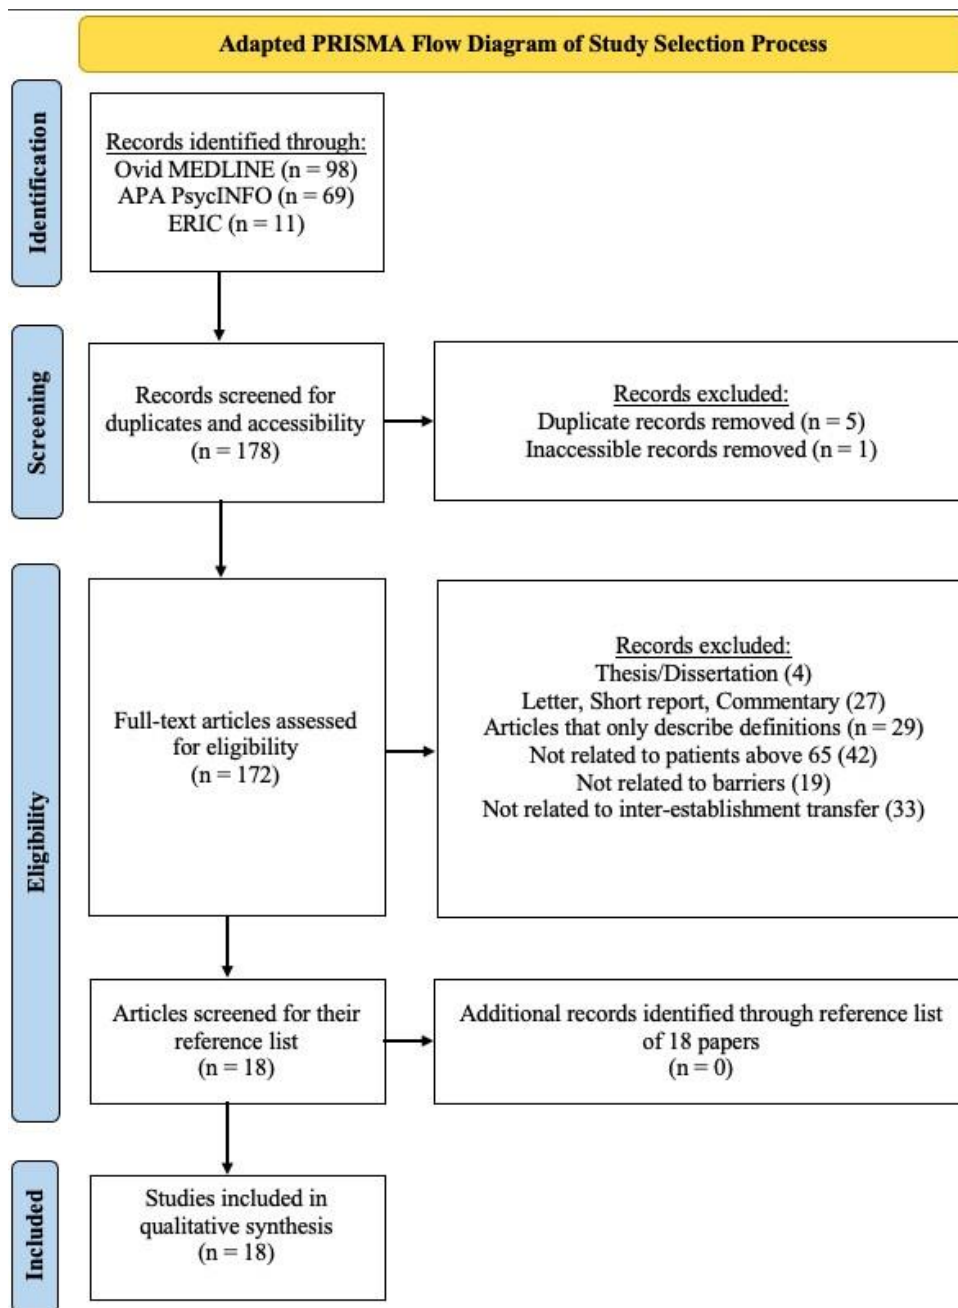 Adapted PRISMA Flow Diagram of Study Selection Process
Identification
Records identified through:
Ovid MEDLINE (n = 98)
APA PsycINFO (n = 69)
ERIC (n = 11)
Screening
Records screened for
duplicates and accessibility
(n = 178)
Records excluded:
Duplicate records removed (n = 5)
Inaccessible records removed (n = 1)
Eligibility
Full-text articles assessed
for eligibility
(n = 172)
Records excluded:
Thesis/Dissertation (4)
Letter, Short report, Commentary (27)
Articles that only describe definitions (n = 29)
Not related to patients above 65 (42)
Not related to barriers (19)
Not related to inter-establishment transfer (33)
Articles screened for their
reference list
(n = 18)
Additional records identified through reference list
of 18 papers
(n = 0)
Included
Studies included in
qualitative synthesis
(n = 18)